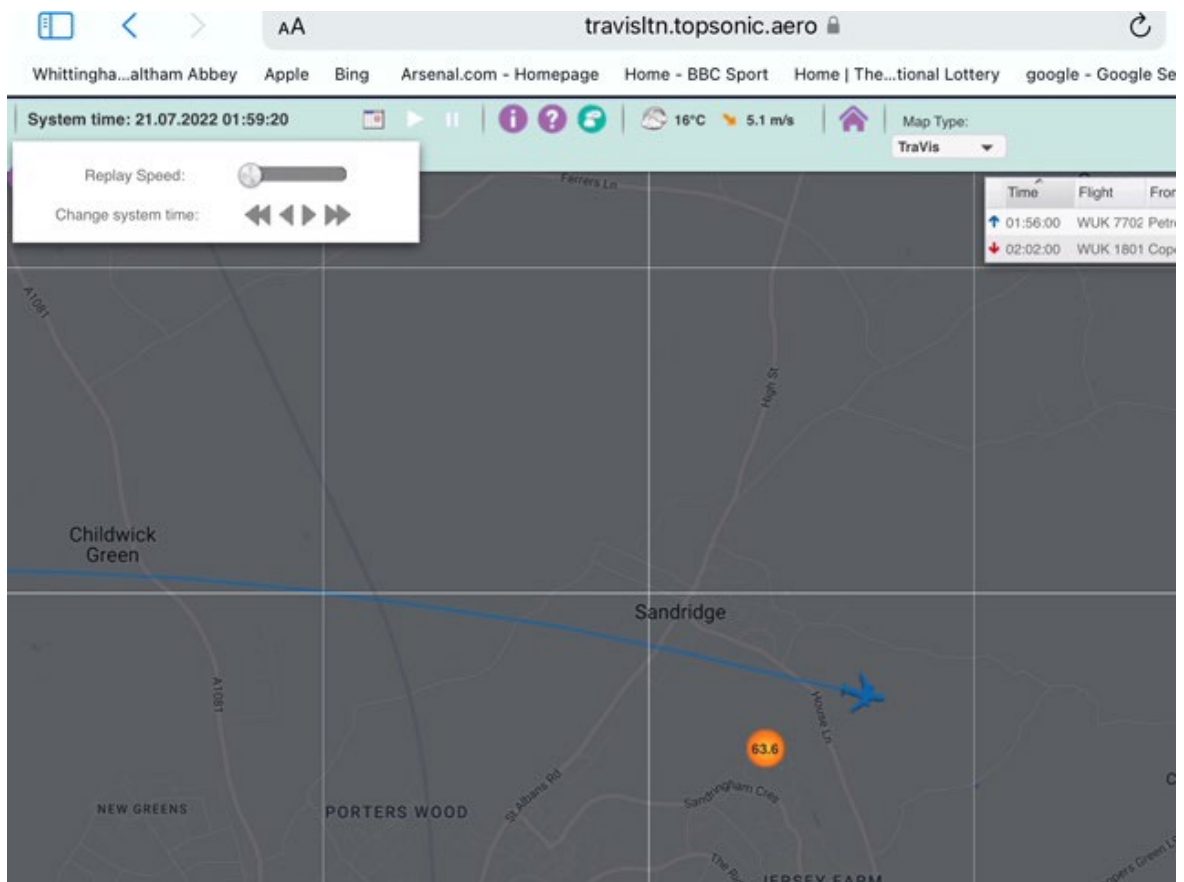 AA
travisltn.topsonic.aero
Whittingha...altham Abbey Apple Bing Arsenal.com - Homepage Home - BBC Sport Home | The...tional Lottery google - Google Se
System time: 21.07.2022 01:59:20
16°C 5.1 m/s
Map Type:
TraVis
Replay Speed:
Change system time:
Time Flight Fror
01:56:00 WUK 7702 Petr
02:02:00 WUK 1801 Cope
Ferrers Ln
A1081
High St
Childwick
Green
Sandridge
A1081
House Ln
63.6
NEW GREENS
PORTERS WOOD
St Albans Rd
Sandringham Cres
The
JERSEY FARM